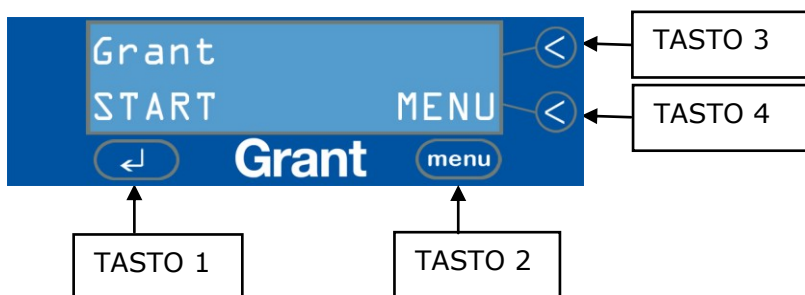 Grant
START MENU
Grant menu
TASTO 3
TASTO 4
TASTO 1
TASTO 2